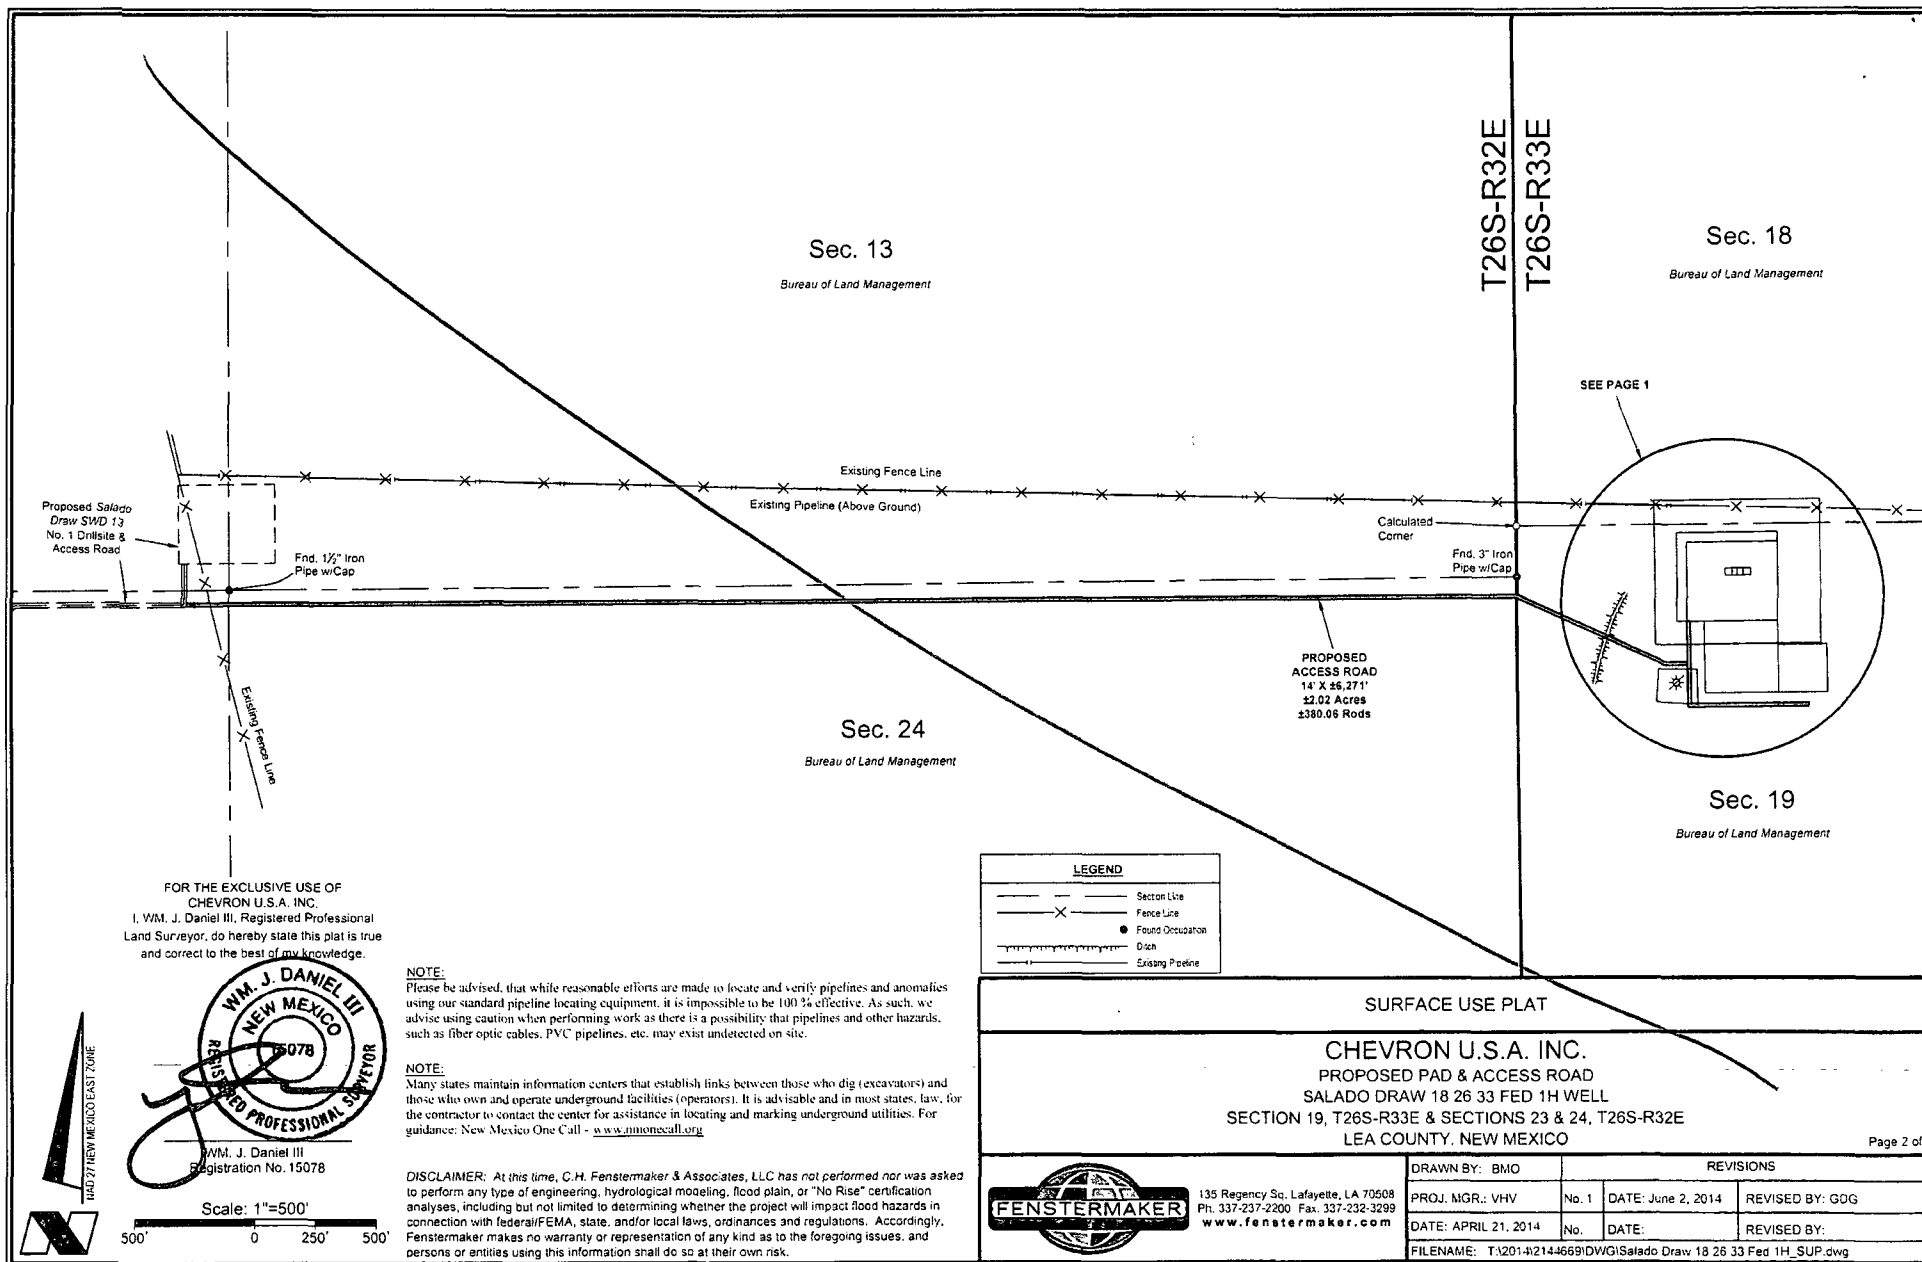 T26S-R32E
T26S-R33E
Sec. 13
Bureau of Land Management
Sec. 18
Bureau of Land Management
SEE PAGE 1
Existing Fence Line
Existing Pipeline (Above Ground)
Proposed Salado
Draw SWD 13
No. 1 Drillsite &
Access Road
Fnd. 1½" Iron
Pipe w/Cap
Calculated
Corner
Fnd. 3" Iron
Pipe w/Cap
Existing Fence Line
PROPOSED
ACCESS ROAD
14' X ±6,271'
±2.02 Acres
±380.06 Rods
Sec. 24
Bureau of Land Management
Sec. 19
Bureau of Land Management
LEGEND
Section Line
Fence Line
Found Occupation
Ditch
Existing Pipeline
FOR THE EXCLUSIVE USE OF
CHEVRON U.S.A. INC.
I, WM. J. Daniel III, Registered Professional
Land Surveyor, do hereby state this plat is true
and correct to the best of my knowledge.
WM. J. DANIEL III
NEW MEXICO
15078
REGISTERED PROFESSIONAL SURVEYOR
WM. J. Daniel III
Registration No. 15078
NAD 27 NEW MEXICO EAST ZONE
Scale: 1"=500'
500' 0 250' 500'
NOTE:
Please be advised, that while reasonable efforts are made to locate and verify pipelines and anomalies
using our standard pipeline locating equipment, it is impossible to be 100 % effective. As such, we
advise using caution when performing work as there is a possibility that pipelines and other hazards,
such as fiber optic cables, PVC pipelines, etc. may exist undetected on site.
NOTE:
Many states maintain information centers that establish links between those who dig (excavators) and
those who own and operate underground facilities (operators). It is advisable and in most states, law, for
the contractor to contact the center for assistance in locating and marking underground utilities. For
guidance: New Mexico One Call - www.nmonecall.org
DISCLAIMER: At this time, C.H. Fenstermaker & Associates, LLC has not performed nor was asked
to perform any type of engineering, hydrological modeling, flood plain, or "No Rise" certification
analyses, including but not limited to determining whether the project will impact flood hazards in
connection with federal/FEMA, state, and/or local laws, ordinances and regulations. Accordingly,
Fenstermaker makes no warranty or representation of any kind as to the foregoing issues, and
persons or entities using this information shall do so at their own risk.
SURFACE USE PLAT
CHEVRON U.S.A. INC.
PROPOSED PAD & ACCESS ROAD
SALADO DRAW 18 26 33 FED 1H WELL
SECTION 19, T26S-R33E & SECTIONS 23 & 24, T26S-R32E
LEA COUNTY, NEW MEXICO
Page 2 of
FENSTERMAKER
135 Regency Sq. Lafayette, LA 70508
Ph. 337-237-2200 Fax. 337-232-3299
www.fenstermaker.com
DRAWN BY: BMO
REVISIONS
PROJ. MGR.: VHV
No. 1
DATE: June 2, 2014
REVISED BY: GDG
DATE: APRIL 21, 2014
No.
DATE:
REVISED BY:
FILENAME: T:\2014\2144669\DWG\Salado Draw 18 26 33 Fed 1H_SUP.dwg